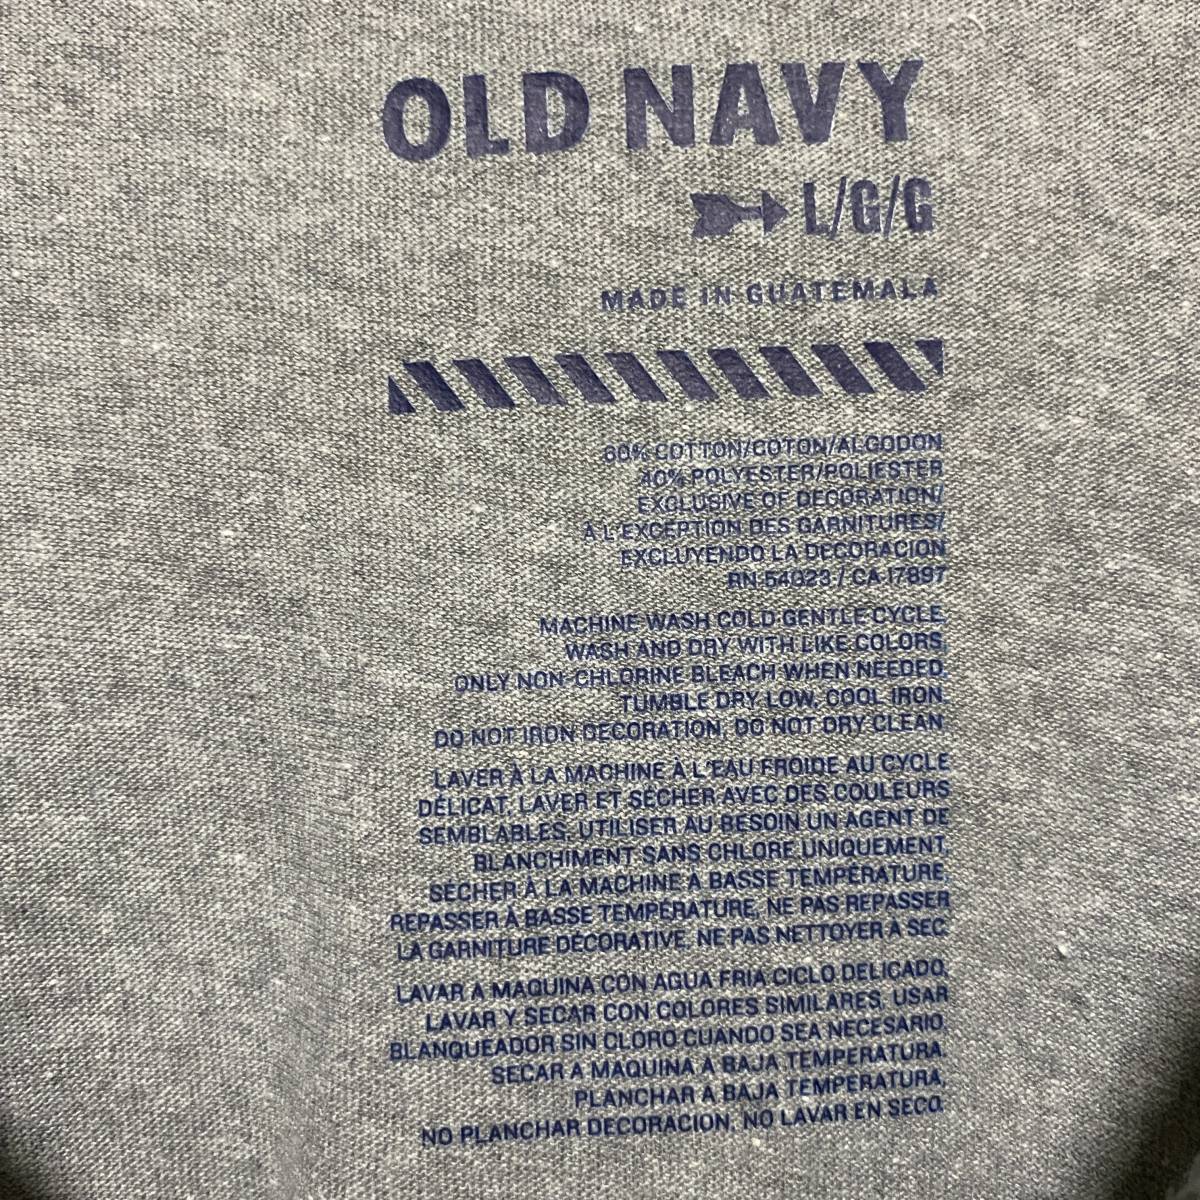 OLD NAVY
L/G/G
MADE IN GUATEMALA
60% COTTON/COTON/ALGODON
40% POLYESTER/POLIESTER
EXCLUSIVE OF DECORATION/
À L'EXCEPTION DES GARNITURES/
EXCLUYENDO LA DECORACION
RN 54023 / CA 17897
MACHINE WASH COLD GENTLE CYCLE,
WASH AND DRY WITH LIKE COLORS,
ONLY NON-CHLORINE BLEACH WHEN NEEDED,
TUMBLE DRY LOW, COOL IRON.
DO NOT IRON DECORATION, DO NOT DRY CLEAN
LAVER À LA MACHINE À L'EAU FROIDE AU CYCLE
DÉLICAT, LAVER ET SÉCHER AVEC DES COULEURS
SEMBLABLES, UTILISER AU BESOIN UN AGENT DE
BLANCHIMENT SANS CHLORE UNIQUEMENT,
SÉCHER À LA MACHINE À BASSE TEMPÉRATURE,
REPASSER À BASSE TEMPÉRATURE, NE PAS REPASSER
LA GARNITURE DÉCORATIVE, NE PAS NETTOYER À SEC
LAVAR A MAQUINA CON AGUA FRIA CICLO DELICADO,
LAVAR Y SECAR CON COLORES SIMILARES, USAR
BLANQUEADOR SIN CLORO CUANDO SEA NECESARIO,
SECAR A MAQUINA A BAJA TEMPERATURA.
PLANCHAR A BAJA TEMPERATURA,
NO PLANCHAR DECORACION, NO LAVAR EN SECO.